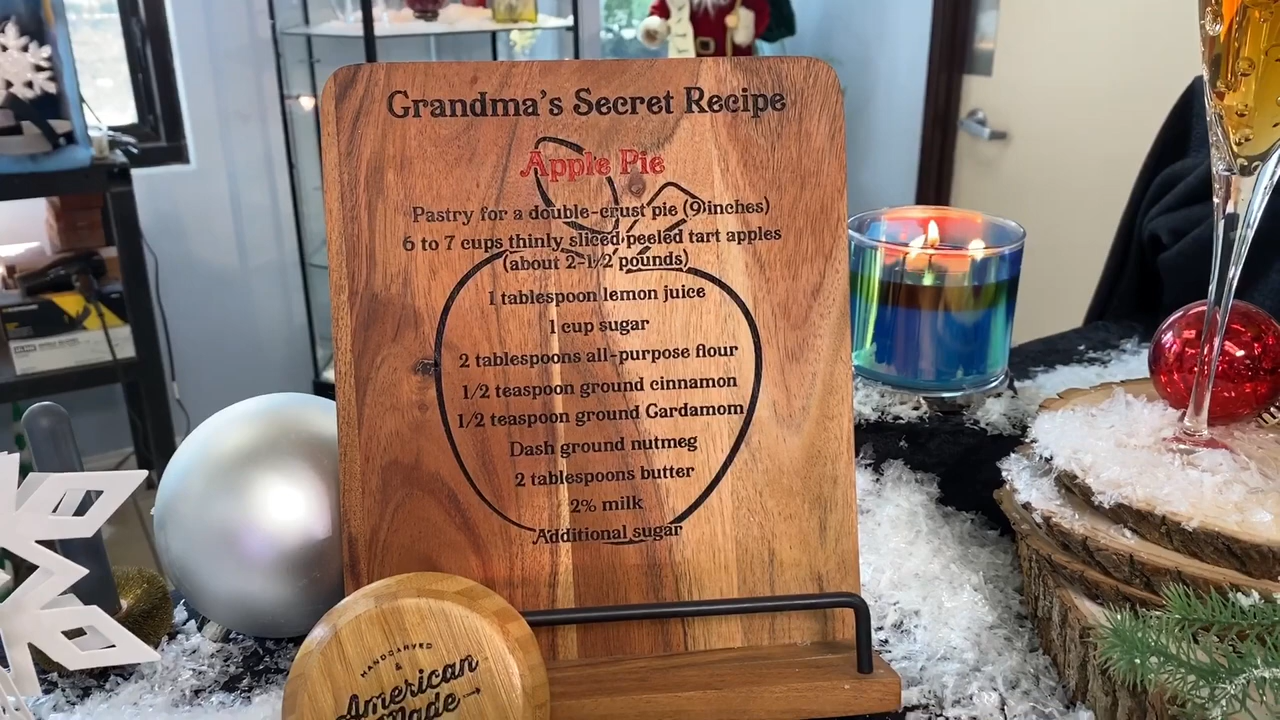 Grandma's Secret Recipe
Apple Pie
Pastry for a double-crust pie (9 inches)
6 to 7 cups thinly sliced peeled tart apples
(about 2-1/2 pounds)
1 tablespoon lemon juice
1 cup sugar
2 tablespoons all-purpose flour
1/2 teaspoon ground cinnamon
1/2 teaspoon ground Cardamom
Dash ground nutmeg
2 tablespoons butter
2% milk
Additional sugar
HANDCARVED
&
American
Made